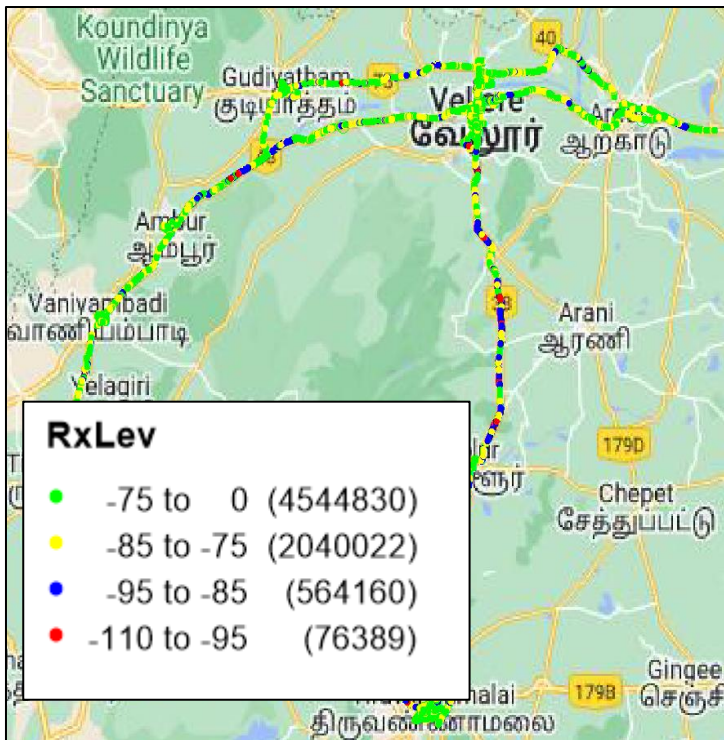 Koundinya
Wildlife
Sanctuary
40
Gudiyatham
குடியாத்தம்
வேலூர்
ஆற்காடு
Ambur
ஆம்பூர்
Vaniyambadi
வாணியம்பாடி
Arani
ஆரணி
Yelagiri
RxLev
-75 to 0 (4544830)
-85 to -75 (2040022)
-95 to -85 (564160)
-110 to -95 (76389)
179D
Chepet
சேத்துப்பட்டு
Gingee
179B
செஞ்சி
திருவண்ணாமலை